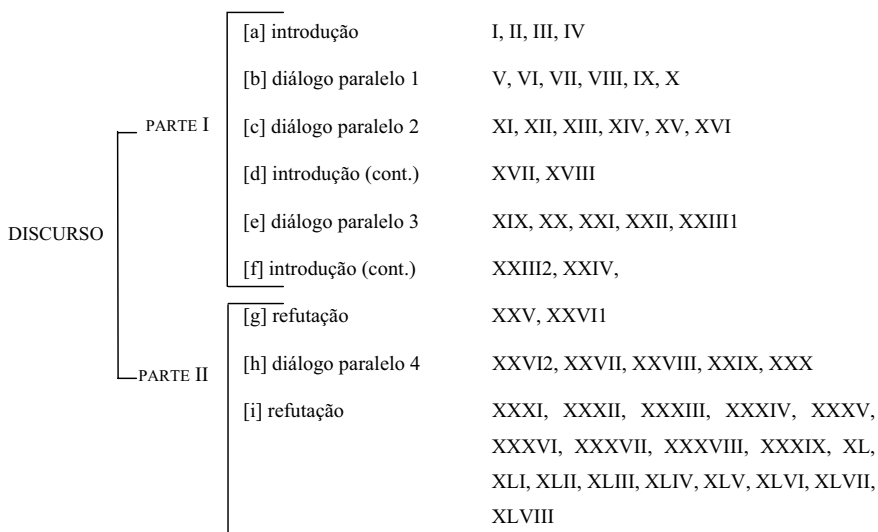 [a] introdução I, II, III, IV
[b] diálogo paralelo 1 V, VI, VII, VIII, IX, X
PARTE I [c] diálogo paralelo 2 XI, XII, XIII, XIV, XV, XVI
[d] introdução (cont.) XVII, XVIII
DISCURSO [e] diálogo paralelo 3 XIX, XX, XXI, XXII, XXIII1
[f] introdução (cont.) XXIII2, XXIV,
[g] refutação XXV, XXVI1
PARTE II [h] diálogo paralelo 4 XXVI2, XXVII, XXVIII, XXIX, XXX
[i] refutação XXXI, XXXII, XXXIII, XXXIV, XXXV,
XXXVI, XXXVII, XXXVIII, XXXIX, XL,
XLI, XLII, XLIII, XLIV, XLV, XLVI, XLVII,
XLVIII